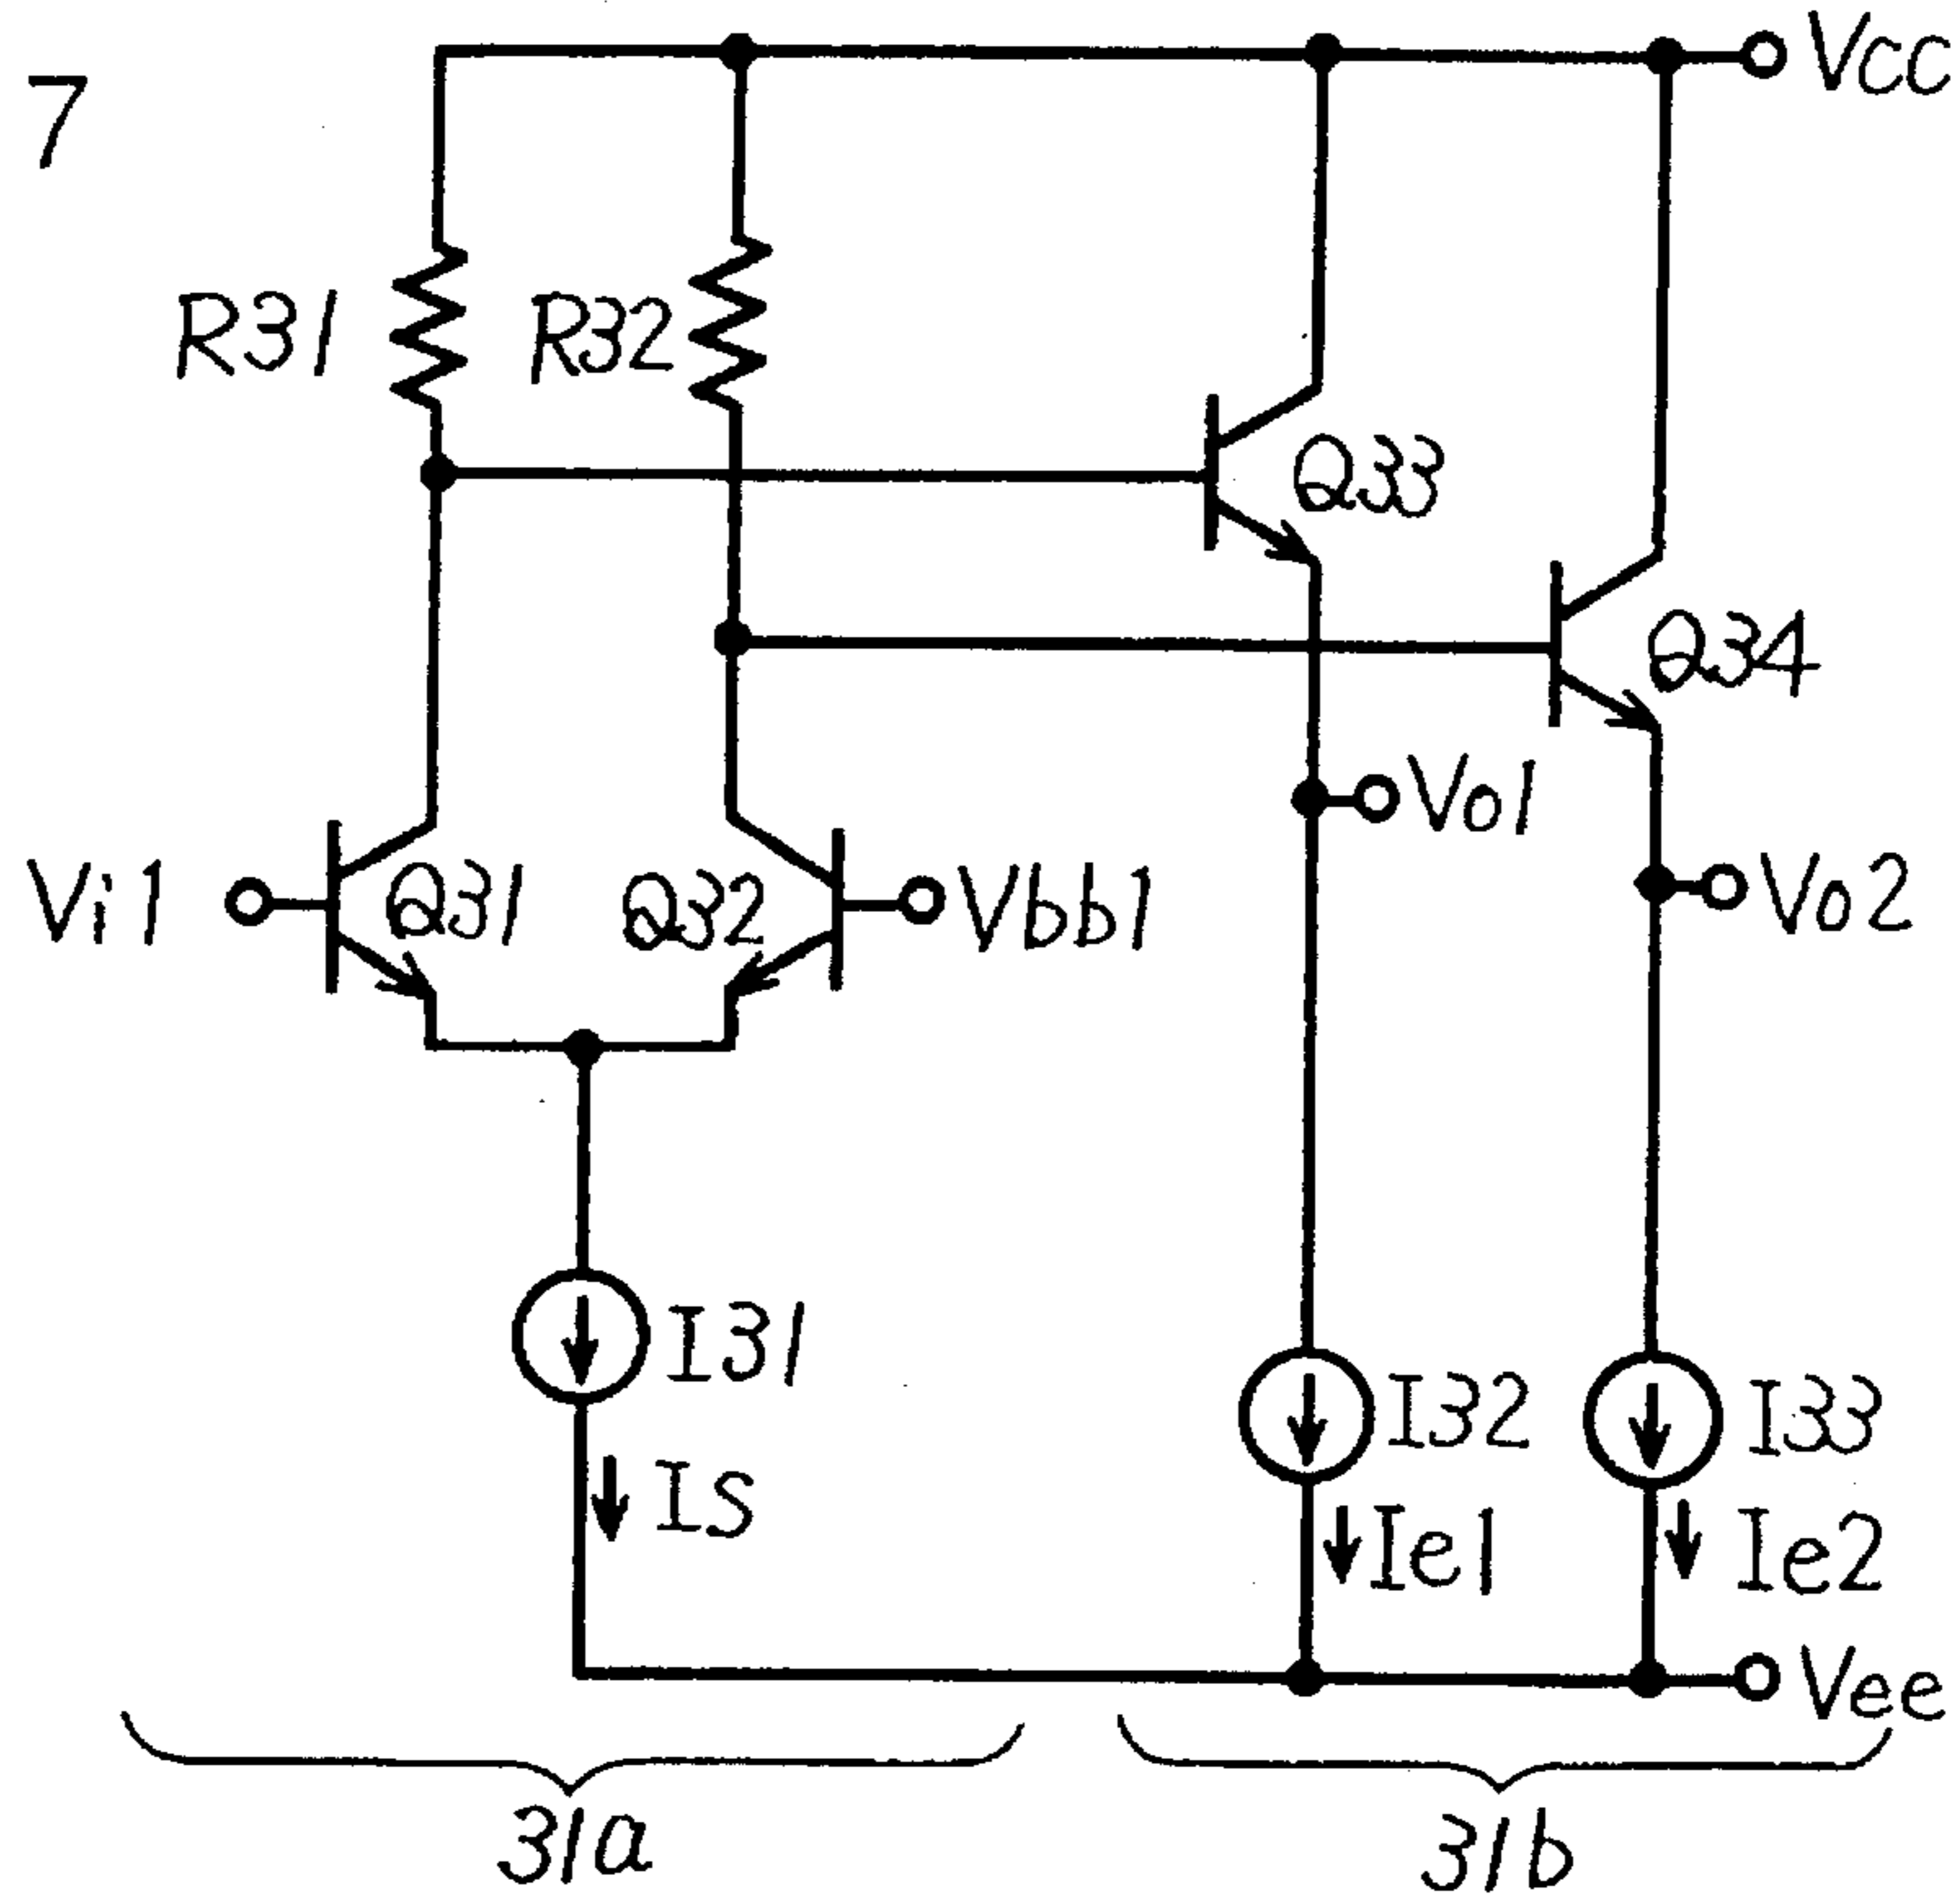 Vcc
7
R31
R32
Q33
Q34
Vo1
Vi1
Q31
Q32
Vbb1
Vo2
I31
I32
I33
Is
Ie1
Ie2
Vee
31a
31b